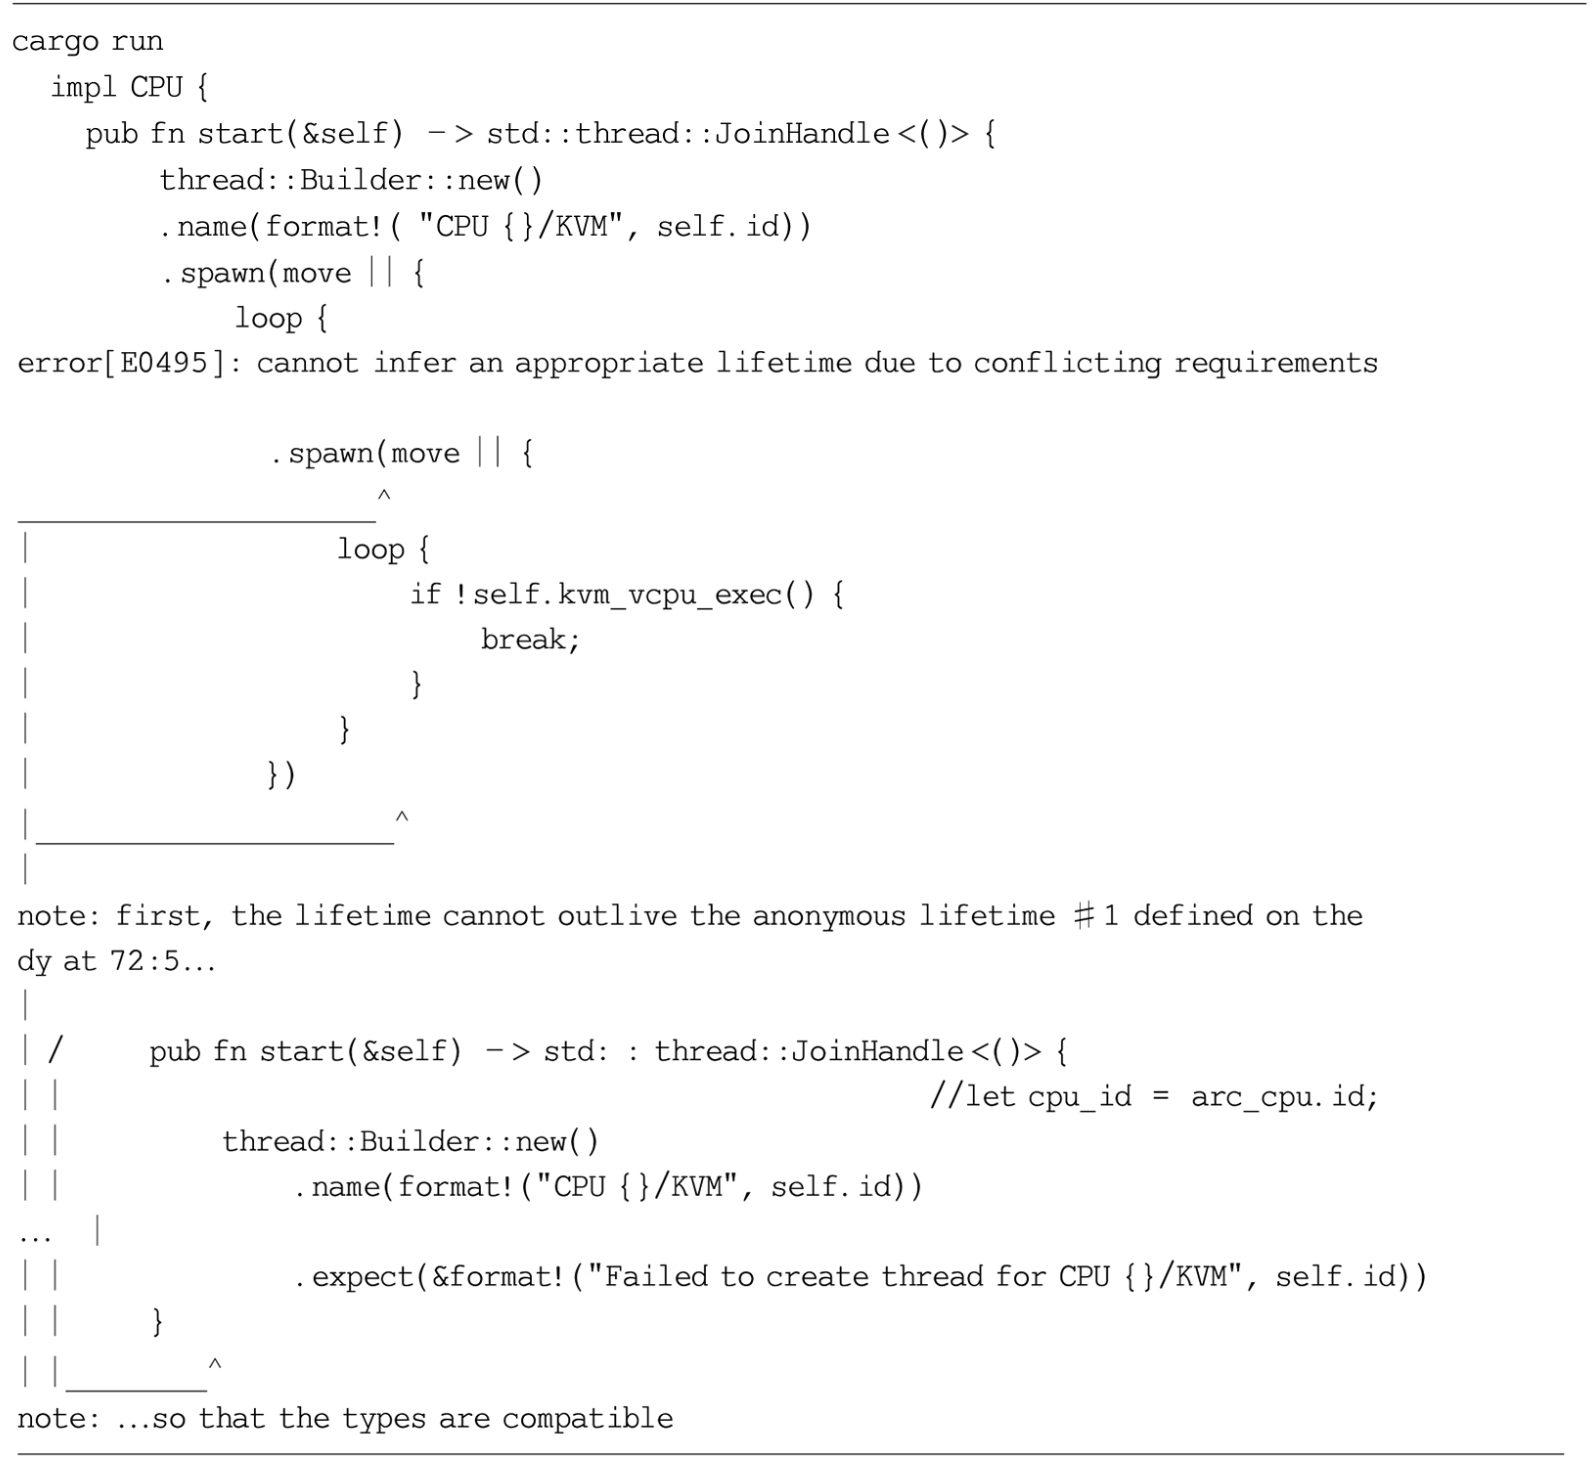 cargo run
impl CPU {
pub fn start(&self) -> std::thread::JoinHandle<()> {
thread::Builder::new()
.name(format!( "CPU {}/KVM", self.id))
.spawn(move || {
loop {
error[E0495]: cannot infer an appropriate lifetime due to conflicting requirements
.spawn(move || {
____________________^
| loop {
| if !self.kvm_vcpu_exec() {
| break;
| }
| }
| })
|____________________^
|
note: first, the lifetime cannot outlive the anonymous lifetime #1 defined on the
dy at 72:5...
|
| / pub fn start(&self) -> std: : thread::JoinHandle<()> {
| | //let cpu_id = arc_cpu.id;
| | thread::Builder::new()
| | .name(format!("CPU {}/KVM", self.id))
... |
| | .expect(&format!("Failed to create thread for CPU {}/KVM", self.id))
| | }
| |________^
note: ...so that the types are compatible